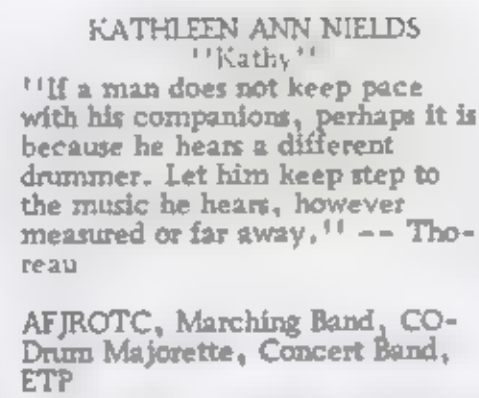 KATHLEEN ANN NIELDS
''Kathy''
''If a man does not keep pace
with his companions, perhaps it is
because he hears a different
drummer. Let him keep step to
the music he hears, however
measured or far away.'' -- Tho-
reau
AFJROTC, Marching Band, CO-
Drum Majorette, Concert Band,
ETP